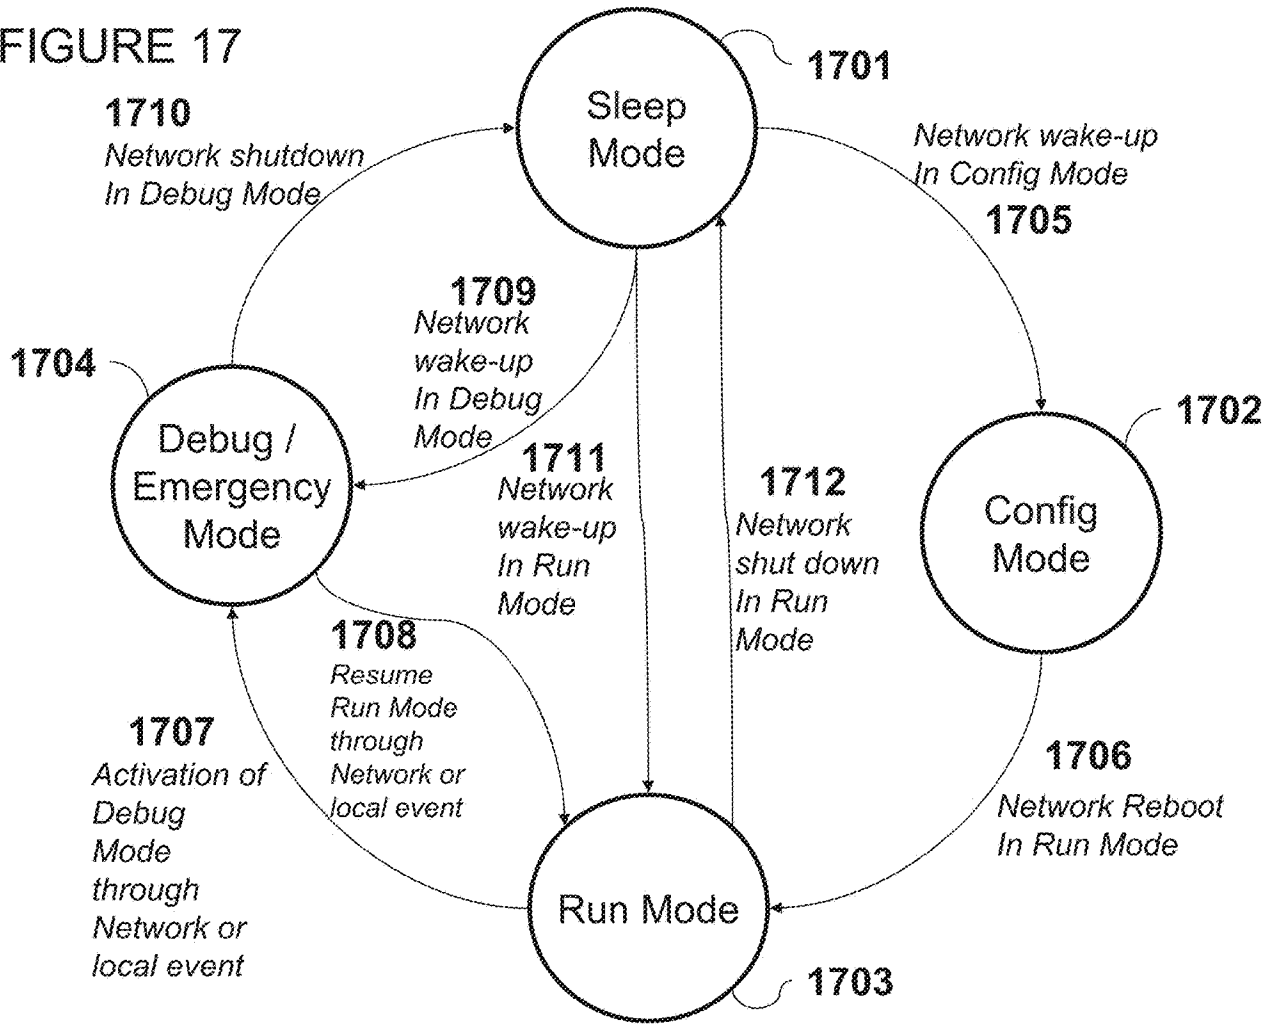 FIGURE 17
1701
Sleep
Mode
1710
Network shutdown
In Debug Mode
Network wake-up
In Config Mode
1705
1709
Network
wake-up
In Debug
Mode
1704
Debug /
Emergency
Mode
1702
Config
Mode
1711
Network
wake-up
In Run
Mode
1712
Network
shut down
In Run
Mode
1708
Resume
Run Mode
through
Network or
local event
1707
Activation of
Debug
Mode
through
Network or
local event
1706
Network Reboot
In Run Mode
Run Mode
1703